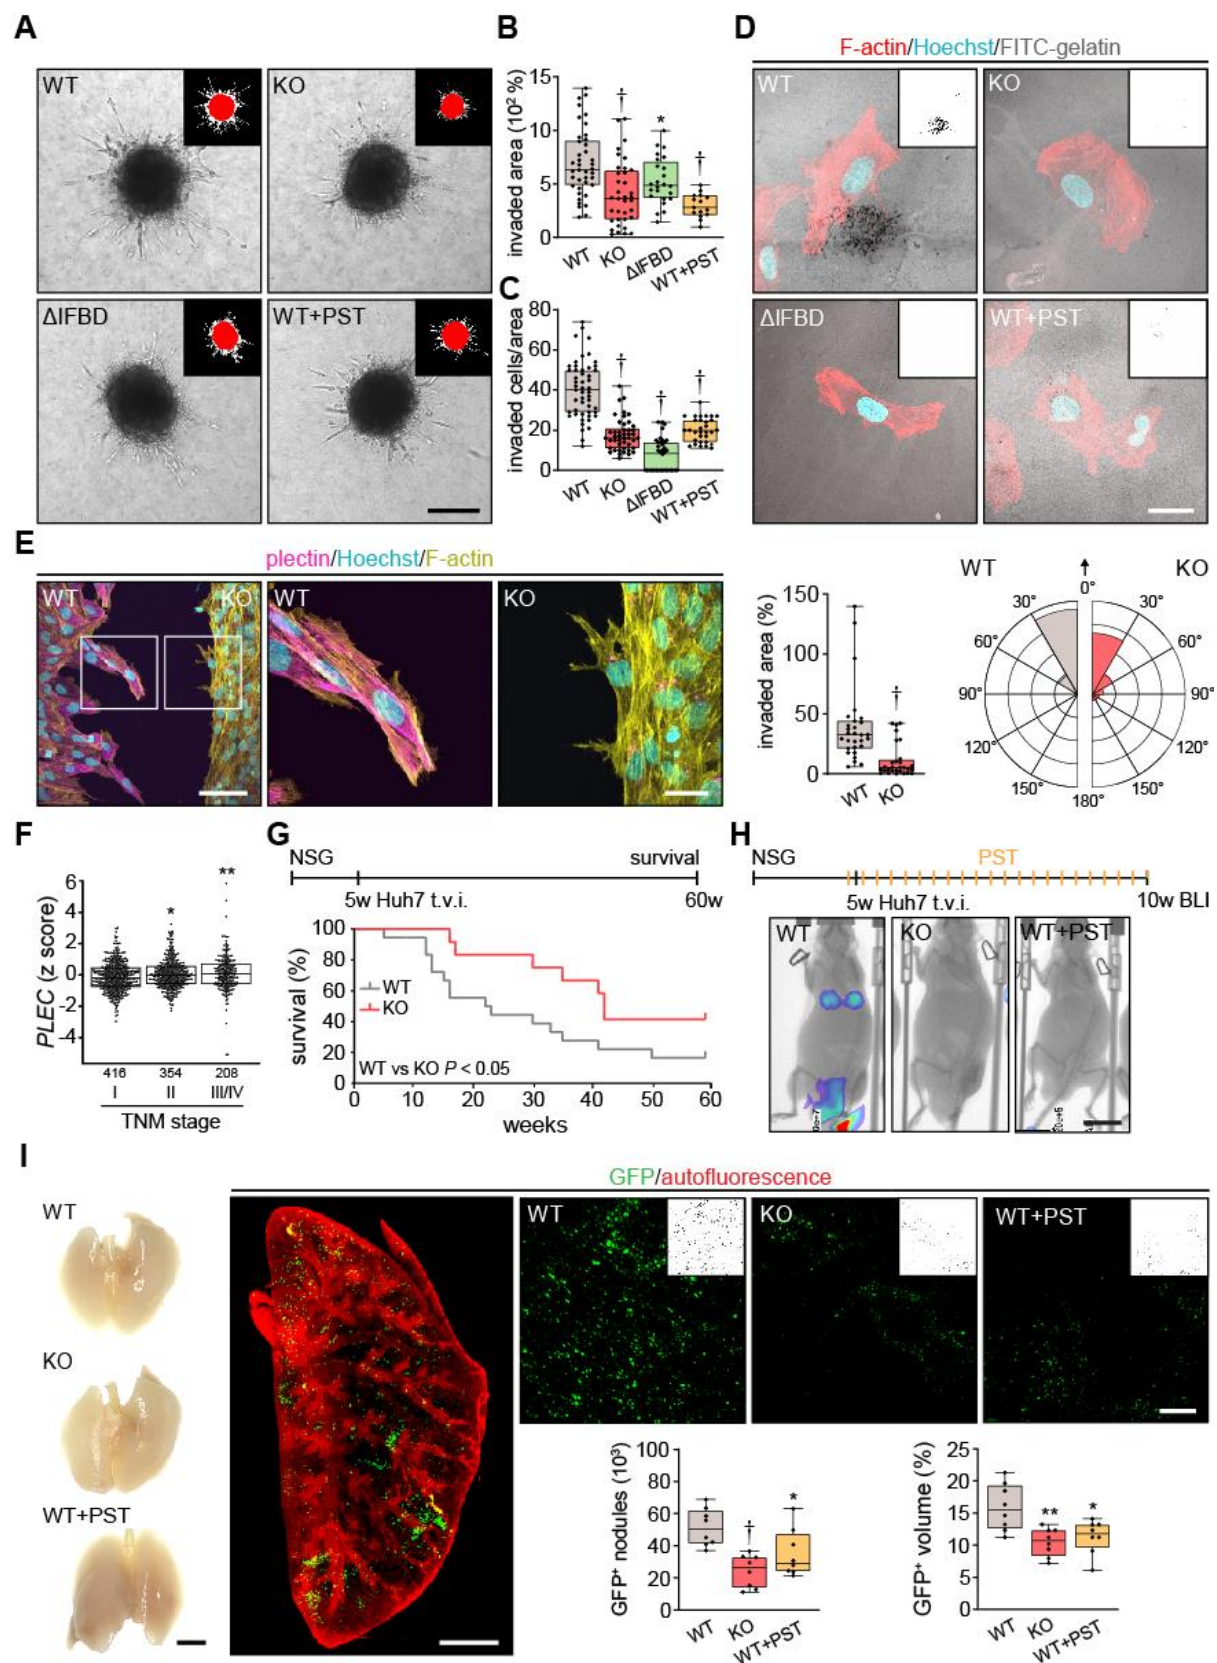 A
WT
KO
ΔIFBD
WT+PST
B
invaded area (10² %)
15
10
5
0
WT
KO
ΔIFBD
WT+PST
†
*
†
C
invaded cells/area
80
60
40
20
0
WT
KO
ΔIFBD
WT+PST
†
†
†
D
F-actin/Hoechst/FITC-gelatin
WT
KO
ΔIFBD
WT+PST
E
plectin/Hoechst/F-actin
WT
KO
WT
KO
invaded area (%)
150
100
50
0
WT
KO
†
WT
KO
0°
30°
30°
60°
60°
90°
90°
120°
120°
150°
150°
180°
F
PLEC (z score)
6
4
2
0
-2
-4
*
**
416
354
208
I
II
III/IV
TNM stage
G
NSG
survival
5w Huh7 t.v.i.
60w
survival (%)
100
80
60
40
20
0
WT
KO
WT vs KO P < 0.05
0
10
20
30
40
50
60
weeks
H
NSG
PST
5w Huh7 t.v.i.
10w BLI
WT
KO
WT+PST
I
WT
KO
WT+PST
GFP/autofluorescence
WT
KO
WT+PST
GFP⁺ nodules (10³)
100
80
60
40
20
0
†
*
WT
KO
WT+PST
GFP⁺ volume (%)
25
20
15
10
5
0
**
*
WT
KO
WT+PST